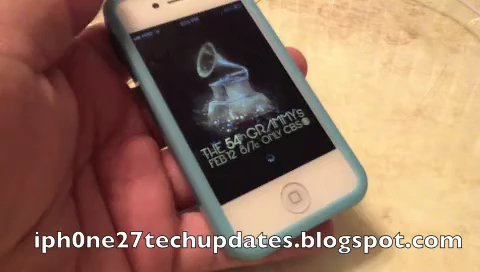 THE 54th GRAMMYs
FEB 12 8/7c ONLY CBS
iph0ne27techupdates.blogspot.com